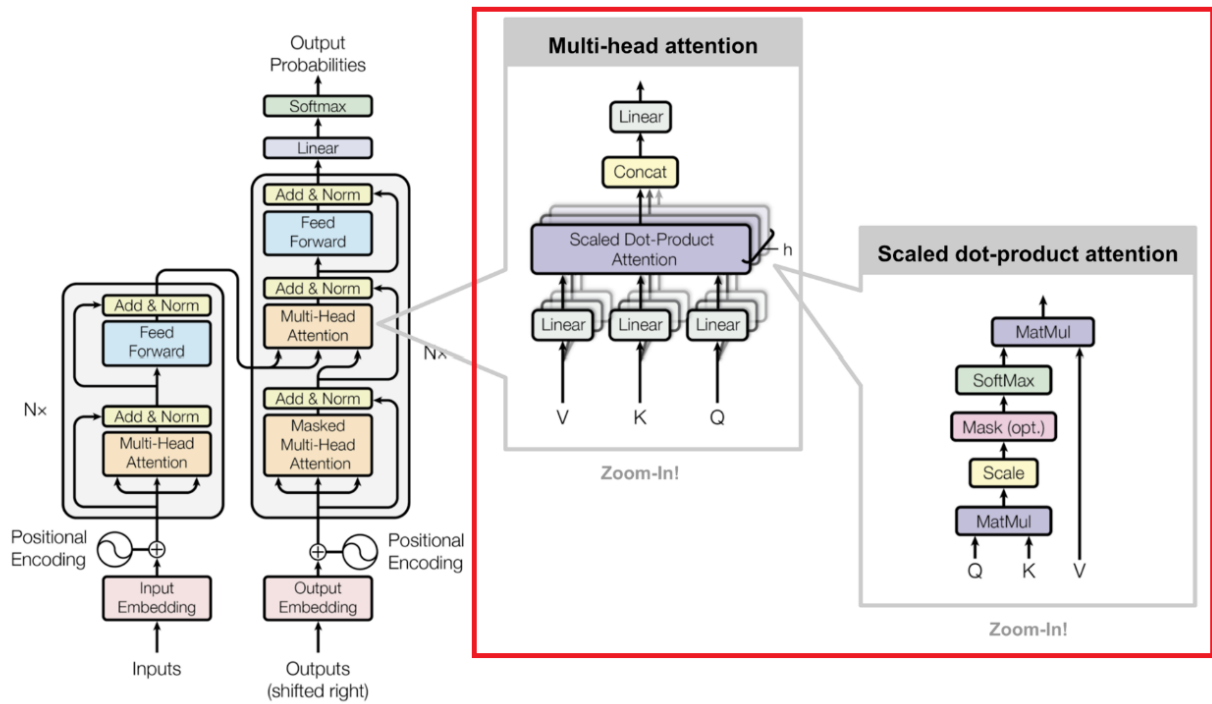 Output
Probabilities
Softmax
Linear
Add & Norm
Feed
Forward
Add & Norm
Multi-Head
Attention
Add & Norm
Masked
Multi-Head
Attention
N×
Positional
Encoding
Output
Embedding
Outputs
(shifted right)
Add & Norm
Feed
Forward
N×
Add & Norm
Multi-Head
Attention
Positional
Encoding
Input
Embedding
Inputs
Multi-head attention
Linear
Concat
Scaled Dot-Product
Attention
h
Linear
Linear
Linear
V
K
Q
Zoom-In!
Scaled dot-product attention
MatMul
SoftMax
Mask (opt.)
Scale
MatMul
Q
K
V
Zoom-In!